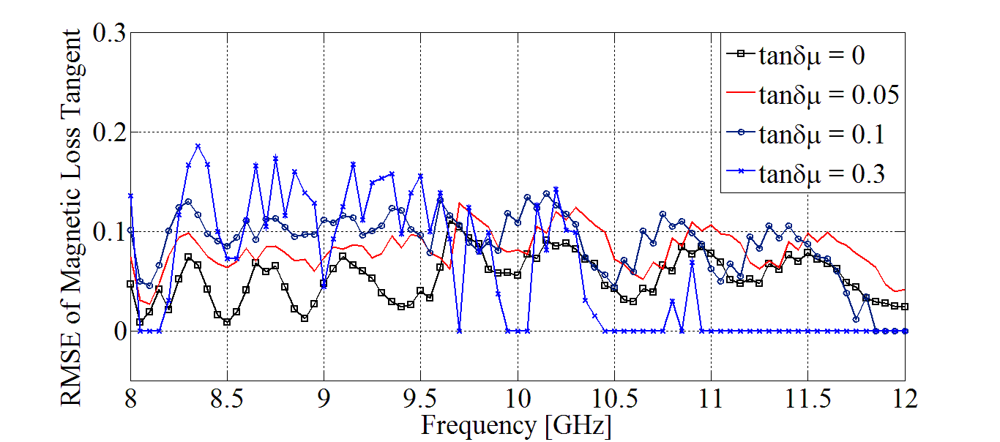 RMSE of Magnetic Loss Tangent
0.3
0.2
0.1
0
tanδμ = 0
tanδμ = 0.05
tanδμ = 0.1
tanδμ = 0.3
8
8.5
9
9.5
10
10.5
11
11.5
12
Frequency [GHz]